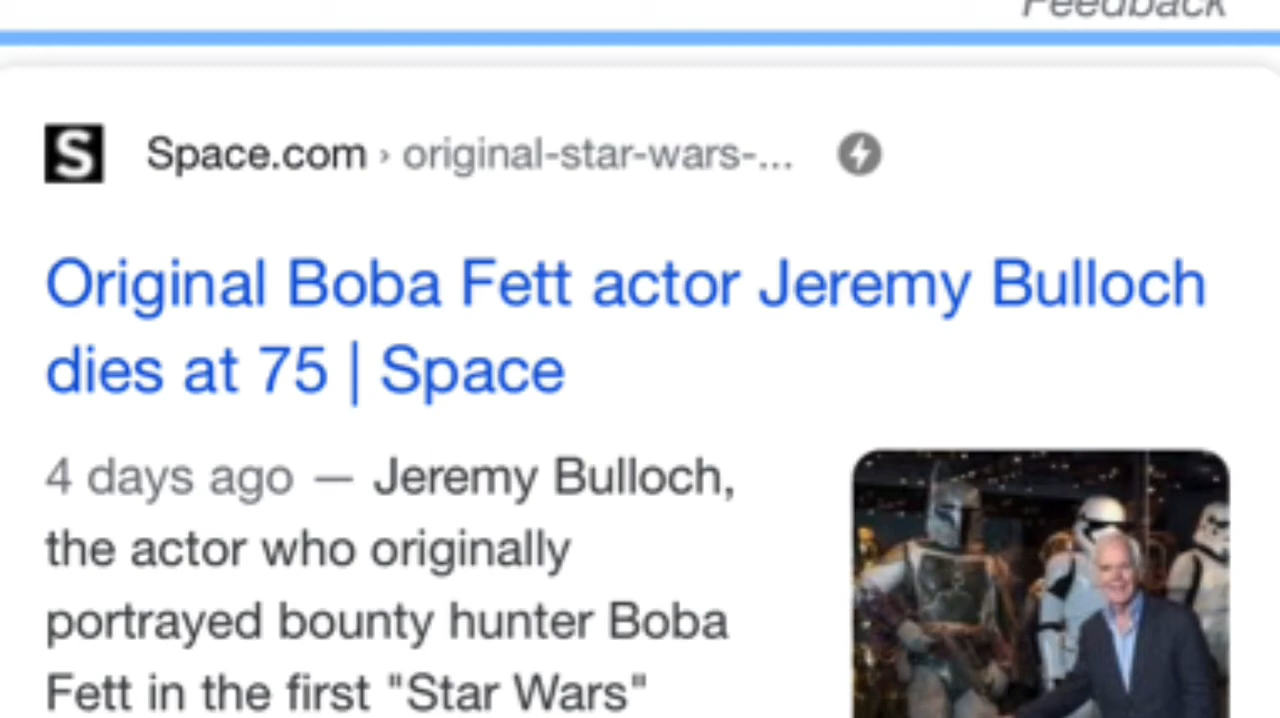 Feedback
S Space.com › original-star-wars-...
Original Boba Fett actor Jeremy Bulloch
dies at 75 | Space
4 days ago — Jeremy Bulloch,
the actor who originally
portrayed bounty hunter Boba
Fett in the first "Star Wars"